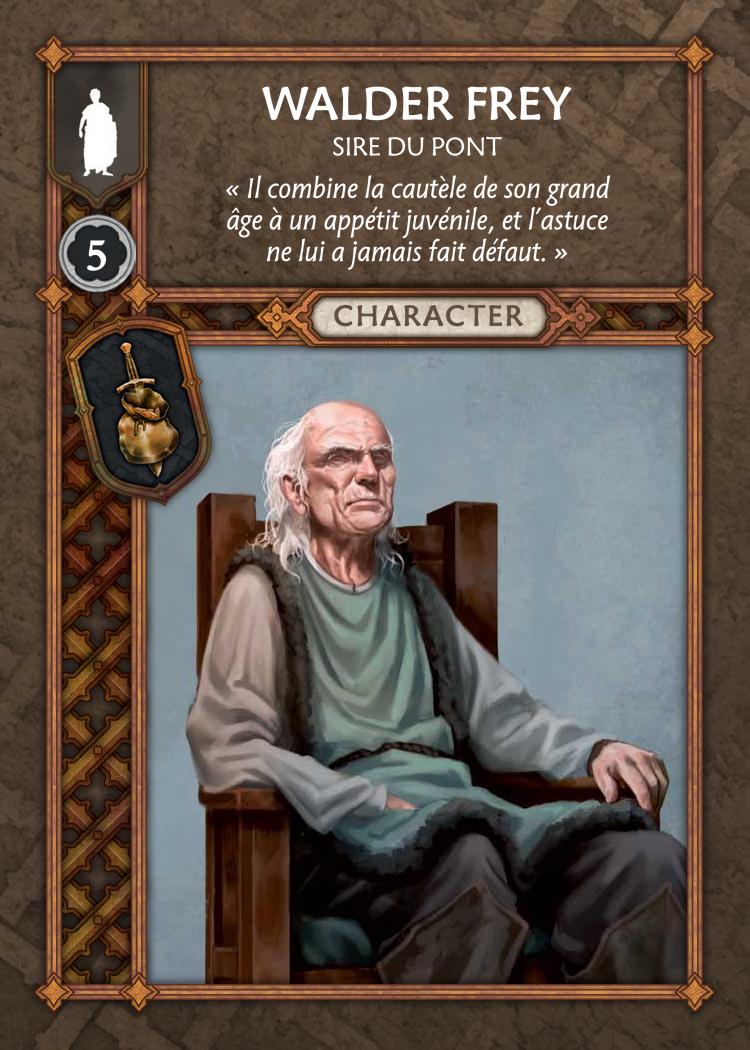 WALDER FREY
SIRE DU PONT
« Il combine la cautèle de son grand
âge à un appétit juvénile, et l'astuce
ne lui a jamais fait défaut. »
5
CHARACTER